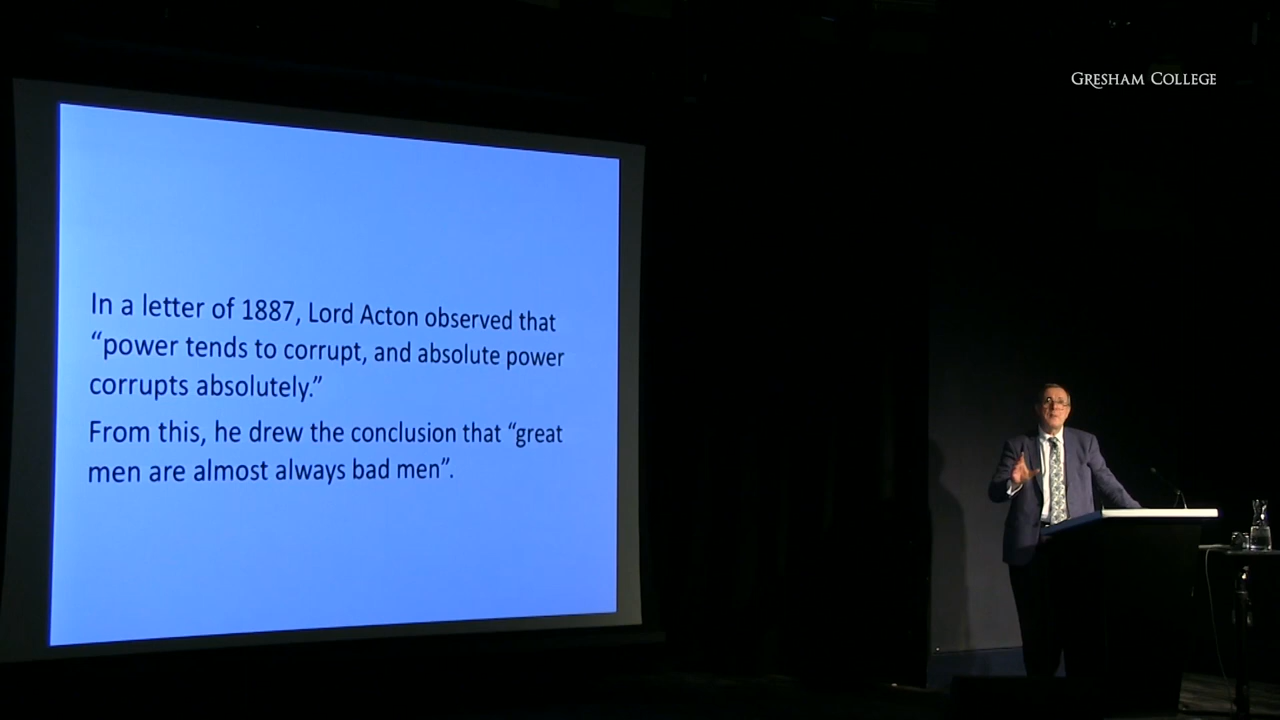 GRESHAM COLLEGE
In a letter of 1887, Lord Acton observed that
“power tends to corrupt, and absolute power
corrupts absolutely.”
From this, he drew the conclusion that “great
men are almost always bad men”.